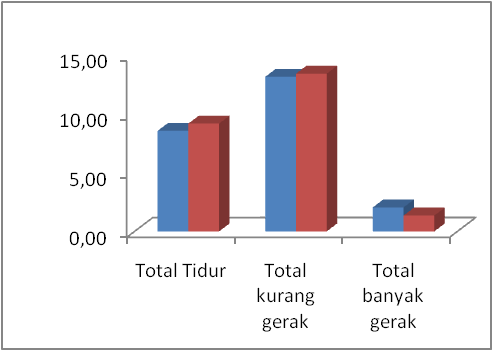 15,00
10,00
5,00
0,00
Total Tidur
Total
kurang
gerak
Total
banyak
gerak